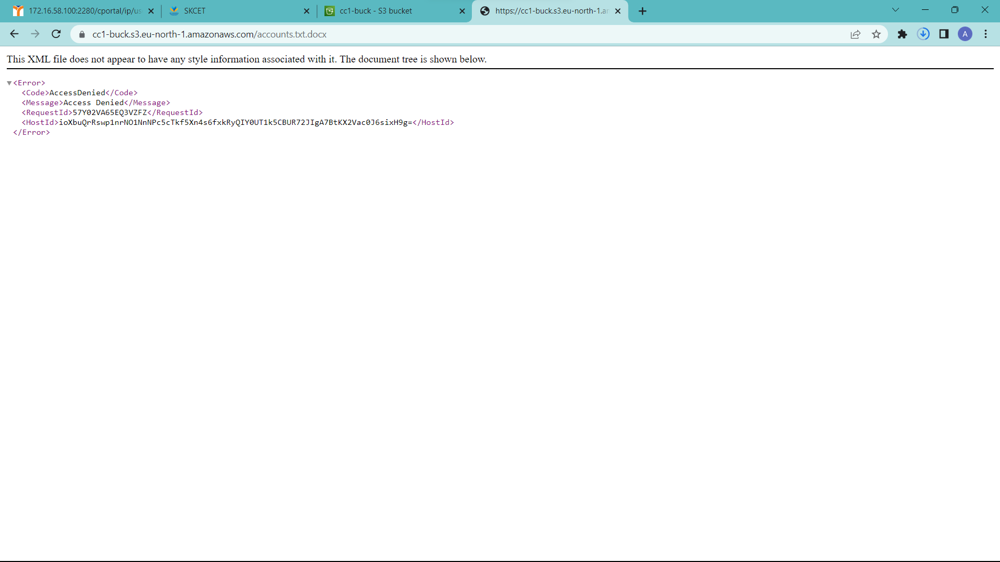 172.16.58.100:2280/cportal/ip/us
SKCET
cc1-buck - S3 bucket
https://cc1-buck.s3.eu-north-1.am
cc1-buck.s3.eu-north-1.amazonaws.com/accounts.txt.docx
A
This XML file does not appear to have any style information associated with it. The document tree is shown below.
<Error>
<Code>AccessDenied</Code>
<Message>Access Denied</Message>
<RequestId>57Y02VA65EQ3VZFZ</RequestId>
<HostId>ioXbuQrRswp1nrNO1NnNPc5cTkf5Xn4s6fxkRyQIY0UT1k5CBUR72JIgA7BtKX2Vac0J6sixH9g=</HostId>
</Error>